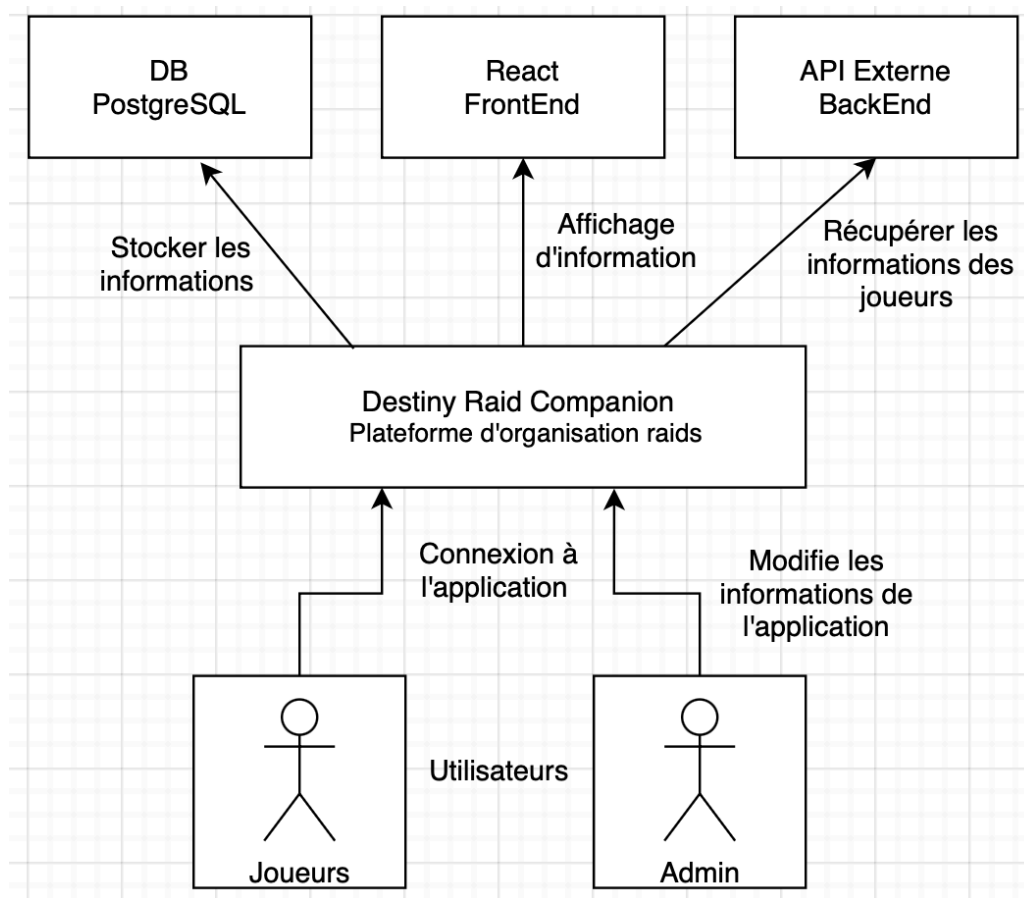 DB
PostgreSQL
React
FrontEnd
API Externe
BackEnd
Stocker les
informations
Affichage
d'information
Récupérer les
informations des
joueurs
Destiny Raid Companion
Plateforme d'organisation raids
Connexion à
l'application
Modifie les
informations de
l'application
Utilisateurs
Joueurs
Admin